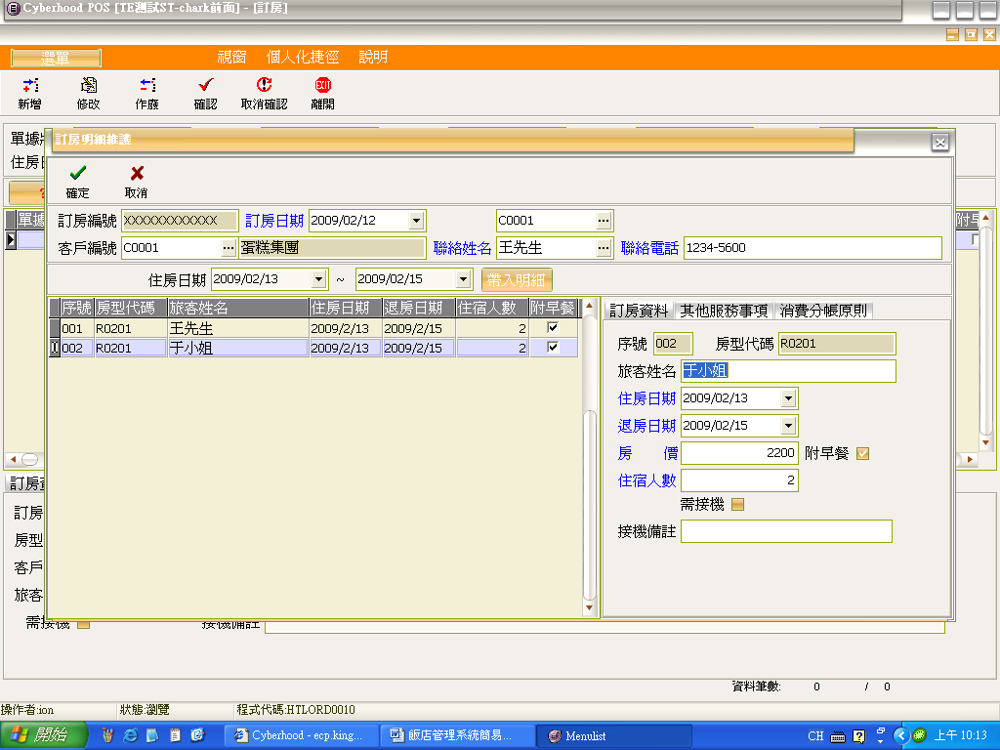 Cyberhood POS [TE測試ST-chark前面] - [訂房]
選單 視窗 個人化捷徑 說明
新增 修改 作廢 確認 取消確認 離開
單據
住房日
訂房明細維護
確定 取消
訂房編號 XXXXXXXXXXXX 訂房日期 2009/02/12 C0001 ...
客戶編號 C0001 ... 蛋糕集團 聯絡姓名 王先生 ... 聯絡電話 1234-5600
住房日期 2009/02/13 ~ 2009/02/15 帶入明細
單據 附早
序號 房型代碼 旅客姓名 住房日期 退房日期 住宿人數 附早餐
001 R0201 王先生 2009/2/13 2009/2/15 2
002 R0201 于小姐 2009/2/13 2009/2/15 2
訂房資料 其他服務事項 消費分帳原則
序號 002 房型代碼 R0201
旅客姓名 于小姐
住房日期 2009/02/13
退房日期 2009/02/15
房 價 2200 附早餐
住宿人數 2
需接機
接機備註
訂房資
訂房
房型
客戶
旅客
需接機 接機備註
資料筆數: 0 / 0
操作者:ion 狀態:瀏覽 程式代碼:HTLORD0010
開始 Cyberhood - ecp king... 飯店管理系統簡易... Menulist CH 上午 10:13